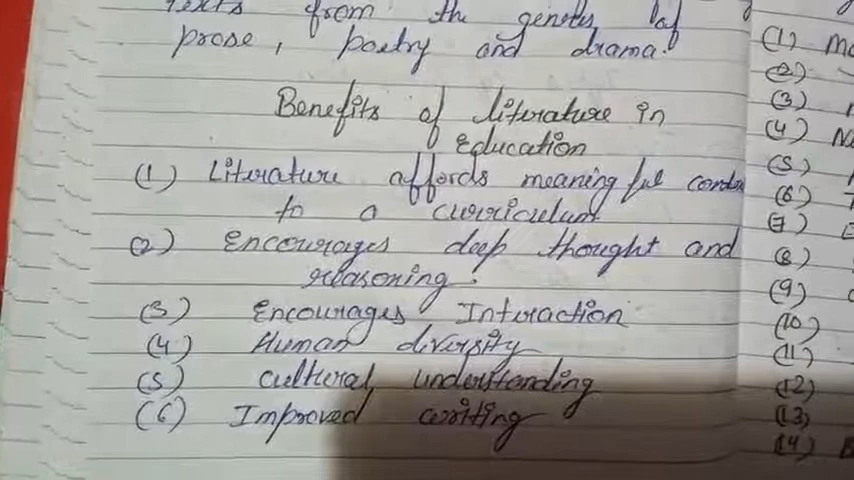 texts from the genres of
prose, poetry and drama.
Benefits of literature in
Education
(1) Literature affords meaningful
to a curriculum
(2) Encourages deep thought and
reasoning.
(3) Encourages Interaction
(4) Human diversity
(5) cultural understanding
(6) Improved writing
(1)
(2)
(3)
(4)
(5)
(6)
(7)
(8)
(9)
(10)
(11)
(12)
(13)
(14)